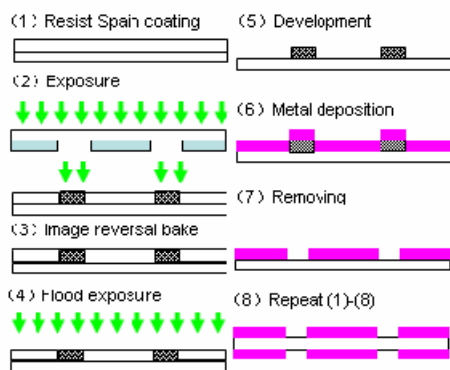 (1) Resist Spain coating
(2) Exposure
(3) Image reversal bake
(4) Flood exposure
(5) Development
(6) Metal deposition
(7) Removing
(8) Repeat (1)-(8)